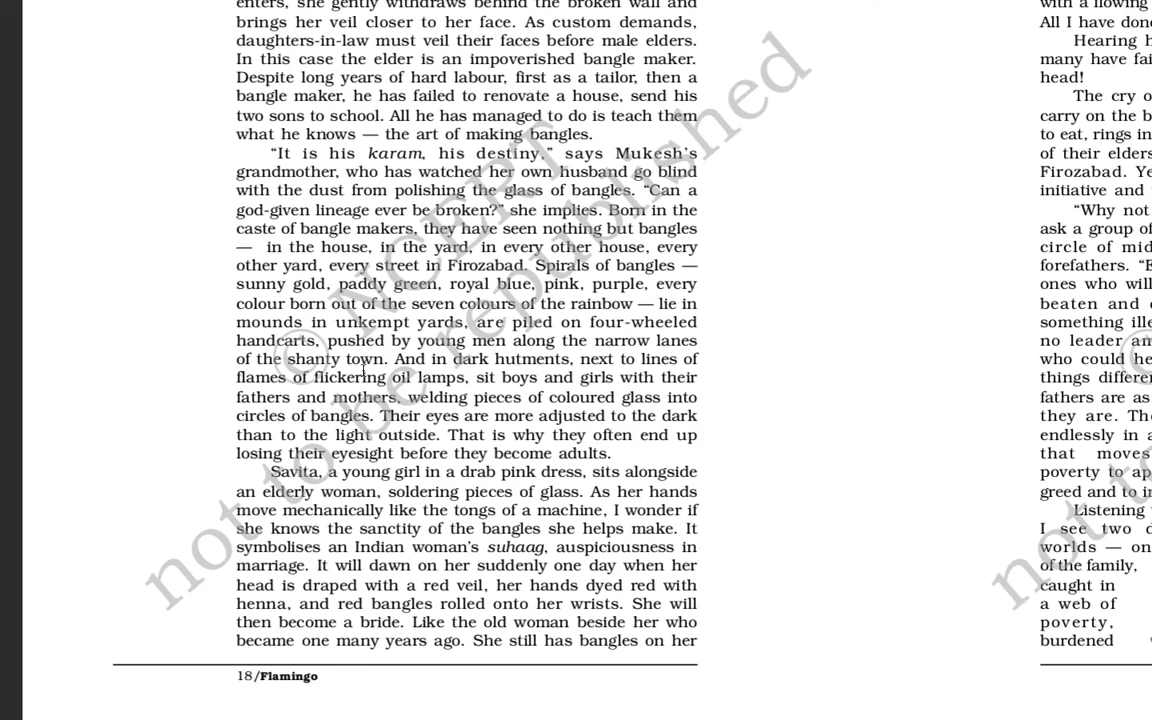 enters, she gently withdraws behind the broken wall and
brings her veil closer to her face. As custom demands,
daughters-in-law must veil their faces before male elders.
In this case the elder is an impoverished bangle maker.
Despite long years of hard labour, first as a tailor, then a
bangle maker, he has failed to renovate a house, send his
two sons to school. All he has managed to do is teach them
what he knows — the art of making bangles.
“It is his karam, his destiny,” says Mukesh’s
grandmother, who has watched her own husband go blind
with the dust from polishing the glass of bangles. “Can a
god-given lineage ever be broken?” she implies. Born in the
caste of bangle makers, they have seen nothing but bangles
— in the house, in the yard, in every other house, every
other yard, every street in Firozabad. Spirals of bangles —
sunny gold, paddy green, royal blue, pink, purple, every
colour born out of the seven colours of the rainbow — lie in
mounds in unkempt yards, are piled on four-wheeled
handcarts, pushed by young men along the narrow lanes
of the shanty town. And in dark hutments, next to lines of
flames of flickering oil lamps, sit boys and girls with their
fathers and mothers, welding pieces of coloured glass into
circles of bangles. Their eyes are more adjusted to the dark
than to the light outside. That is why they often end up
losing their eyesight before they become adults.
Savita, a young girl in a drab pink dress, sits alongside
an elderly woman, soldering pieces of glass. As her hands
move mechanically like the tongs of a machine, I wonder if
she knows the sanctity of the bangles she helps make. It
symbolises an Indian woman’s suhaag, auspiciousness in
marriage. It will dawn on her suddenly one day when her
head is draped with a red veil, her hands dyed red with
henna, and red bangles rolled onto her wrists. She will
then become a bride. Like the old woman beside her who
became one many years ago. She still has bangles on her
18/Flamingo
© NCERT
not to be republished
with a flowing
All I have done
Hearing
many have
head!
The cry
carry on the
to eat, rings in
of their elders
Firozabad.
initiative and
“Why not
ask a group of
circle of
forefathers.
ones who will
beaten and
something
no leader
who could
things
fathers are as
they are.
endlessly in
that moves
poverty to
greed and to
Listening
I see two
worlds —
of the family,
caught in
a web of
poverty,
burdened
not to